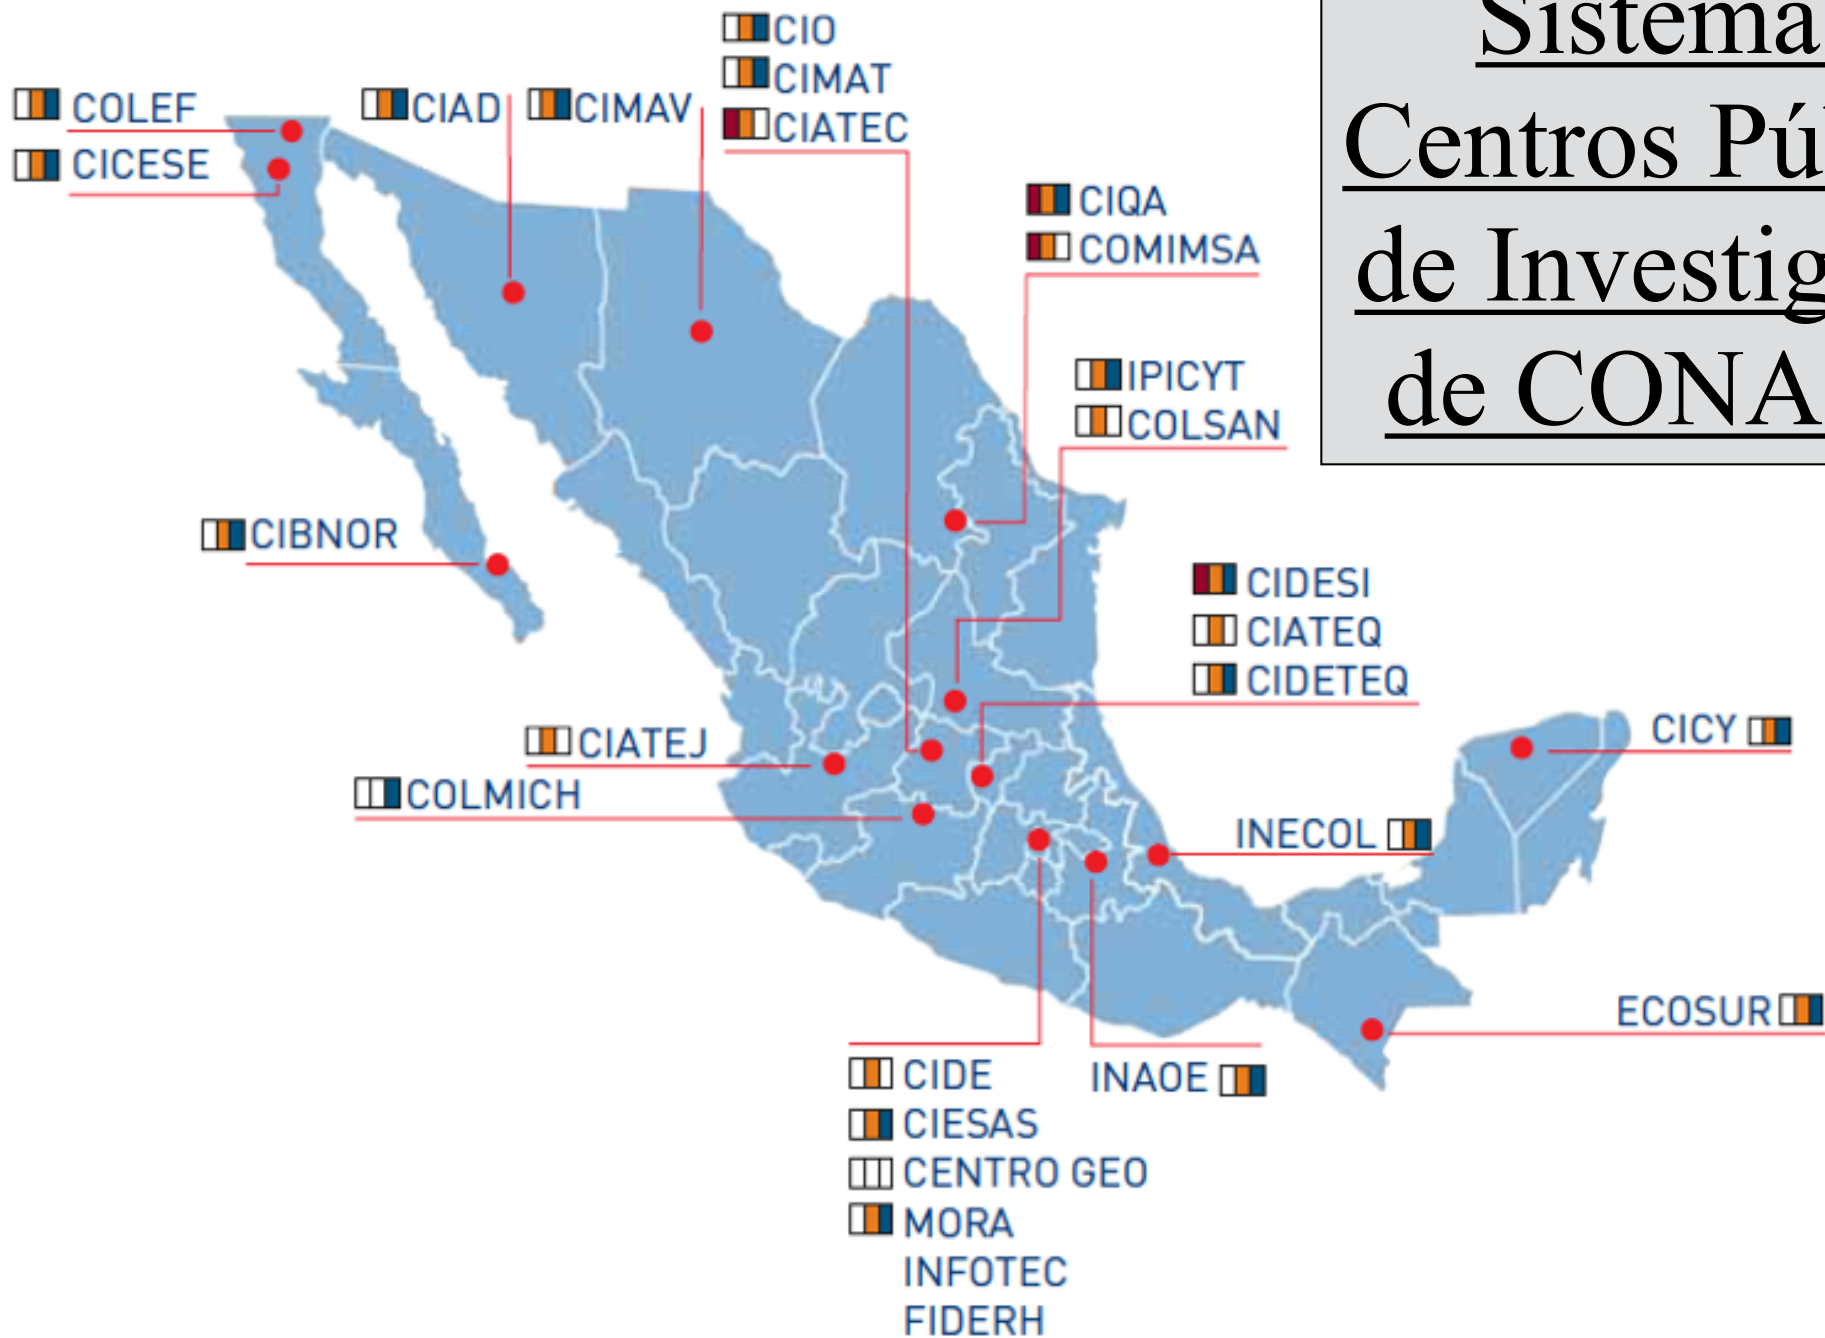 Sistema
Centros Pú
de Investig
de CONA
CIO
CIMAT
CIATEC
COLEF
CICESE
CIAD
CIMAV
CIQA
COMIMSA
IPICYT
COLSAN
CIBNOR
CIDESI
CIATEQ
CIDETEQ
CICY
CIATEJ
COLMICH
INECOL
ECOSUR
CIDE
CIESAS
CENTRO GEO
MORA
INFOTEC
FIDERH
INAOE